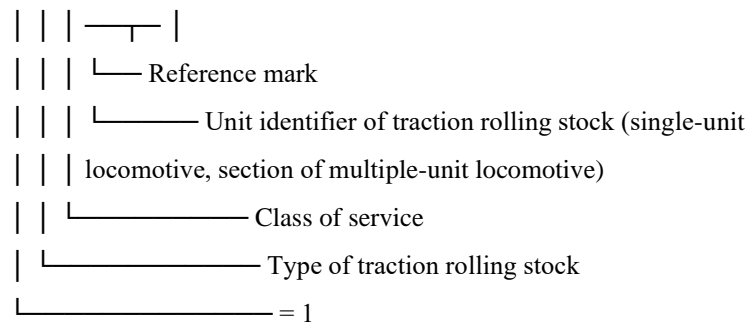 │ │ │ ──┬─ │
│ │ │ └── Reference mark
│ │ │ └────── Unit identifier of traction rolling stock (single-unit
│ │ │ locomotive, section of multiple-unit locomotive)
│ │ └─────────── Class of service
│ └───────────── Type of traction rolling stock
└─────────────── = 1